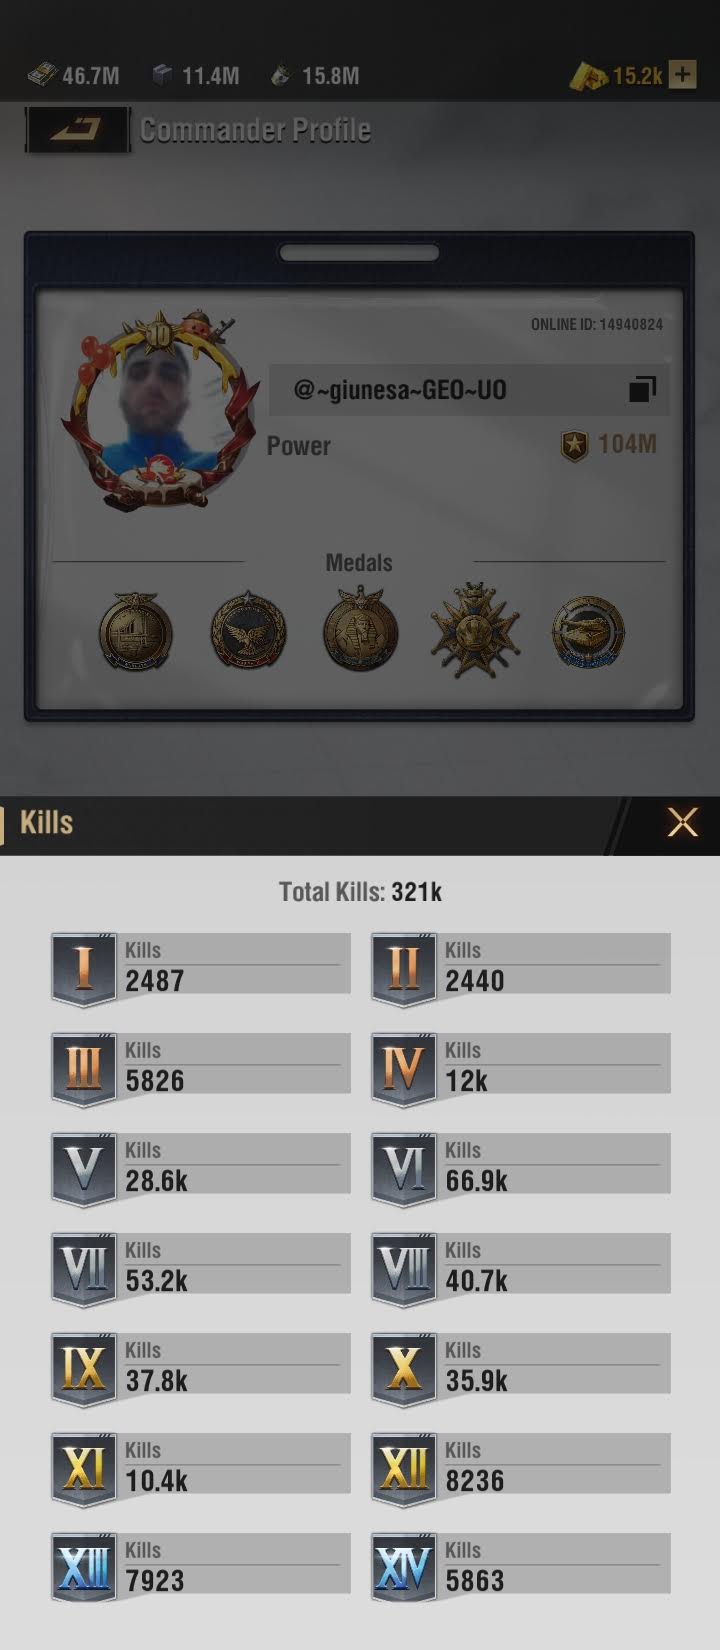 46.7M 11.4M 15.8M 15.2k +
Commander Profile
ONLINE ID: 14940824
10
@~giunesa~GEO~UO
Power 104M
Medals
Kills
Total Kills: 321k
I Kills 2487
II Kills 2440
III Kills 5826
IV Kills 12k
V Kills 28.6k
VI Kills 66.9k
VII Kills 53.2k
VIII Kills 40.7k
IX Kills 37.8k
X Kills 35.9k
XI Kills 10.4k
XII Kills 8236
XIII Kills 7923
XIV Kills 5863